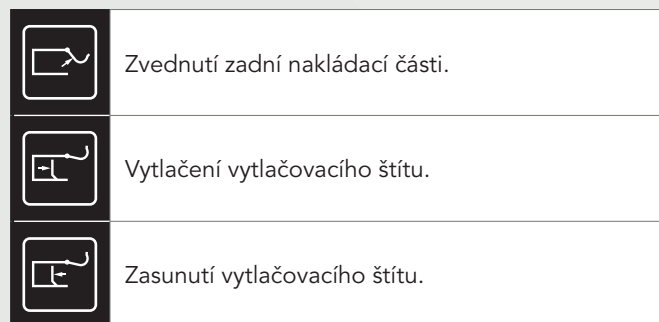 Zvednutí zadní nakládací části.
Vytlačení vytlačovacího štítu.
Zasunutí vytlačovacího štítu.